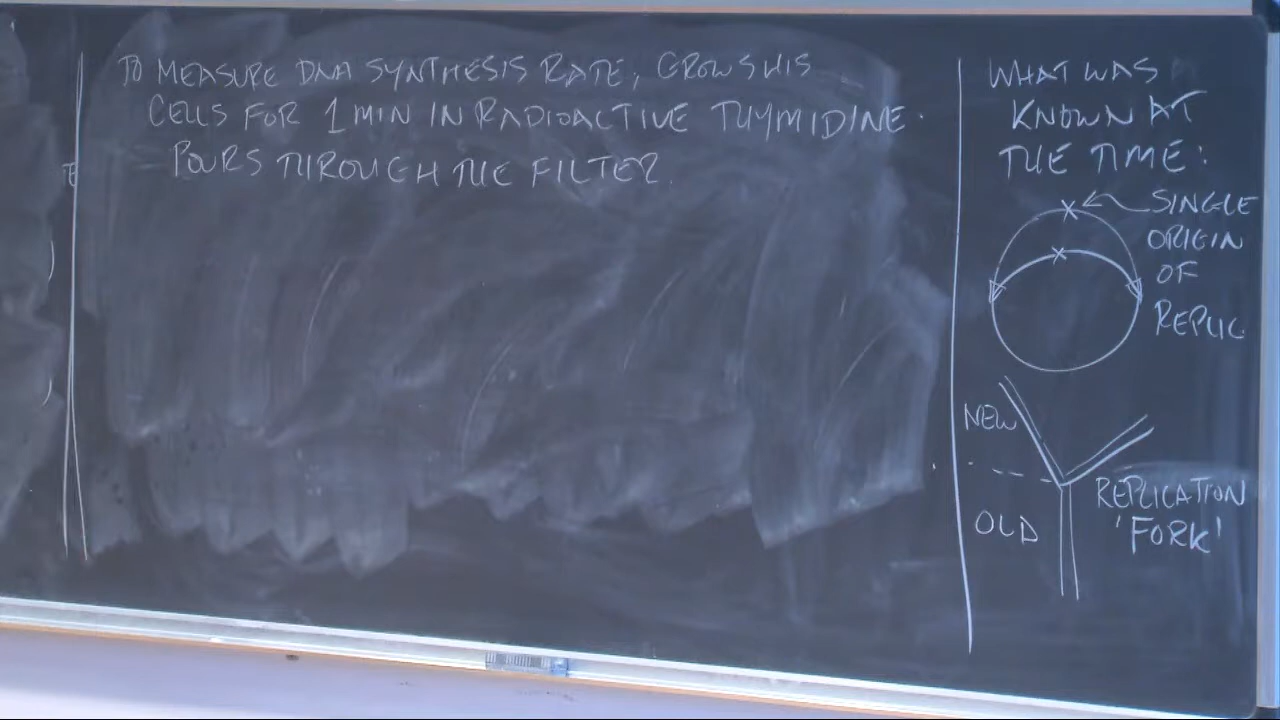 TO MEASURE DNA SYNTHESIS RATE, GROWS HIS
CELLS FOR 1 MIN IN RADIOACTIVE THYMIDINE.
POURS THROUGH THE FILTER.
WHAT WAS
KNOWN AT
THE TIME:
SINGLE
ORIGIN
OF
REPLIC
NEW
OLD
REPLICATION
'FORK'